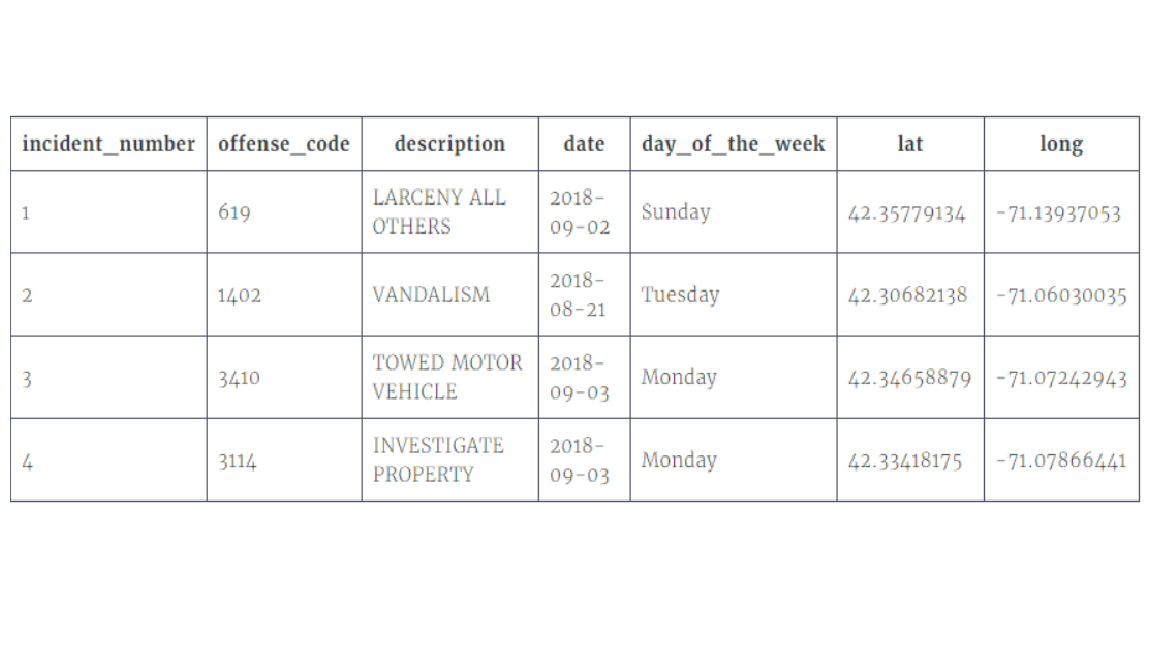 incident_number offense_code description date day_of_the_week lat long
1 619 LARCENY ALL OTHERS 2018-09-02 Sunday 42.35779134 -71.13937053
2 1402 VANDALISM 2018-08-21 Tuesday 42.30682138 -71.06030035
3 3410 TOWED MOTOR VEHICLE 2018-09-03 Monday 42.34658879 -71.07242943
4 3114 INVESTIGATE PROPERTY 2018-09-03 Monday 42.33418175 -71.07866441